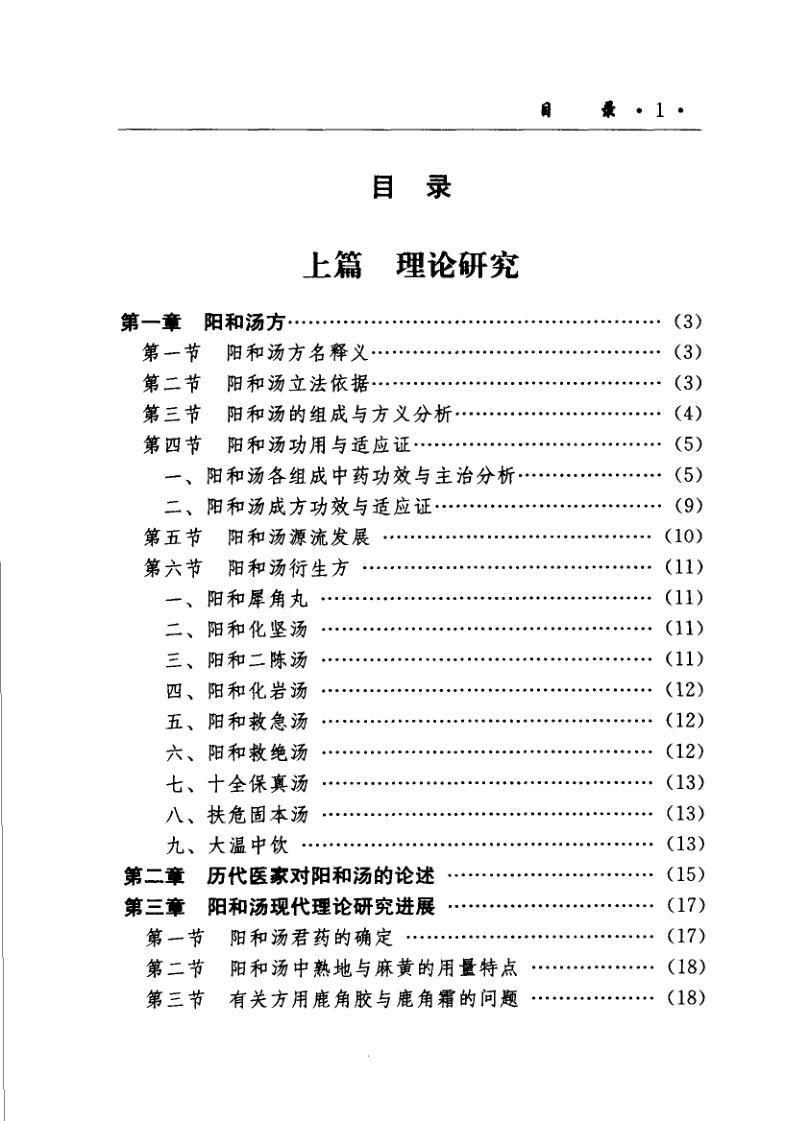 目 录 · 1 ·
目 录
上篇 理论研究
第一章 阳和汤方…………………………………………… (3)
第一节 阳和汤方名释义………………………………… (3)
第二节 阳和汤立法依据………………………………… (3)
第三节 阳和汤的组成与方义分析……………………… (4)
第四节 阳和汤功用与适应证…………………………… (5)
一、阳和汤各组成中药功效与主治分析……………… (5)
二、阳和汤成方功效与适应证………………………… (9)
第五节 阳和汤源流发展 ……………………………… (10)
第六节 阳和汤衍生方 ………………………………… (11)
一、阳和犀角丸 ……………………………………… (11)
二、阳和化坚汤 ……………………………………… (11)
三、阳和二陈汤 ……………………………………… (11)
四、阳和化岩汤 ……………………………………… (12)
五、阳和救急汤 ……………………………………… (12)
六、阳和救绝汤 ……………………………………… (12)
七、十全保真汤 ……………………………………… (13)
八、扶危固本汤 ……………………………………… (13)
九、大温中饮 ………………………………………… (13)
第二章 历代医家对阳和汤的论述 ……………………… (15)
第三章 阳和汤现代理论研究进展 ……………………… (17)
第一节 阳和汤君药的确定 …………………………… (17)
第二节 阳和汤中熟地与麻黄的用量特点 …………… (18)
第三节 有关方用鹿角胶与鹿角霜的问题 …………… (18)